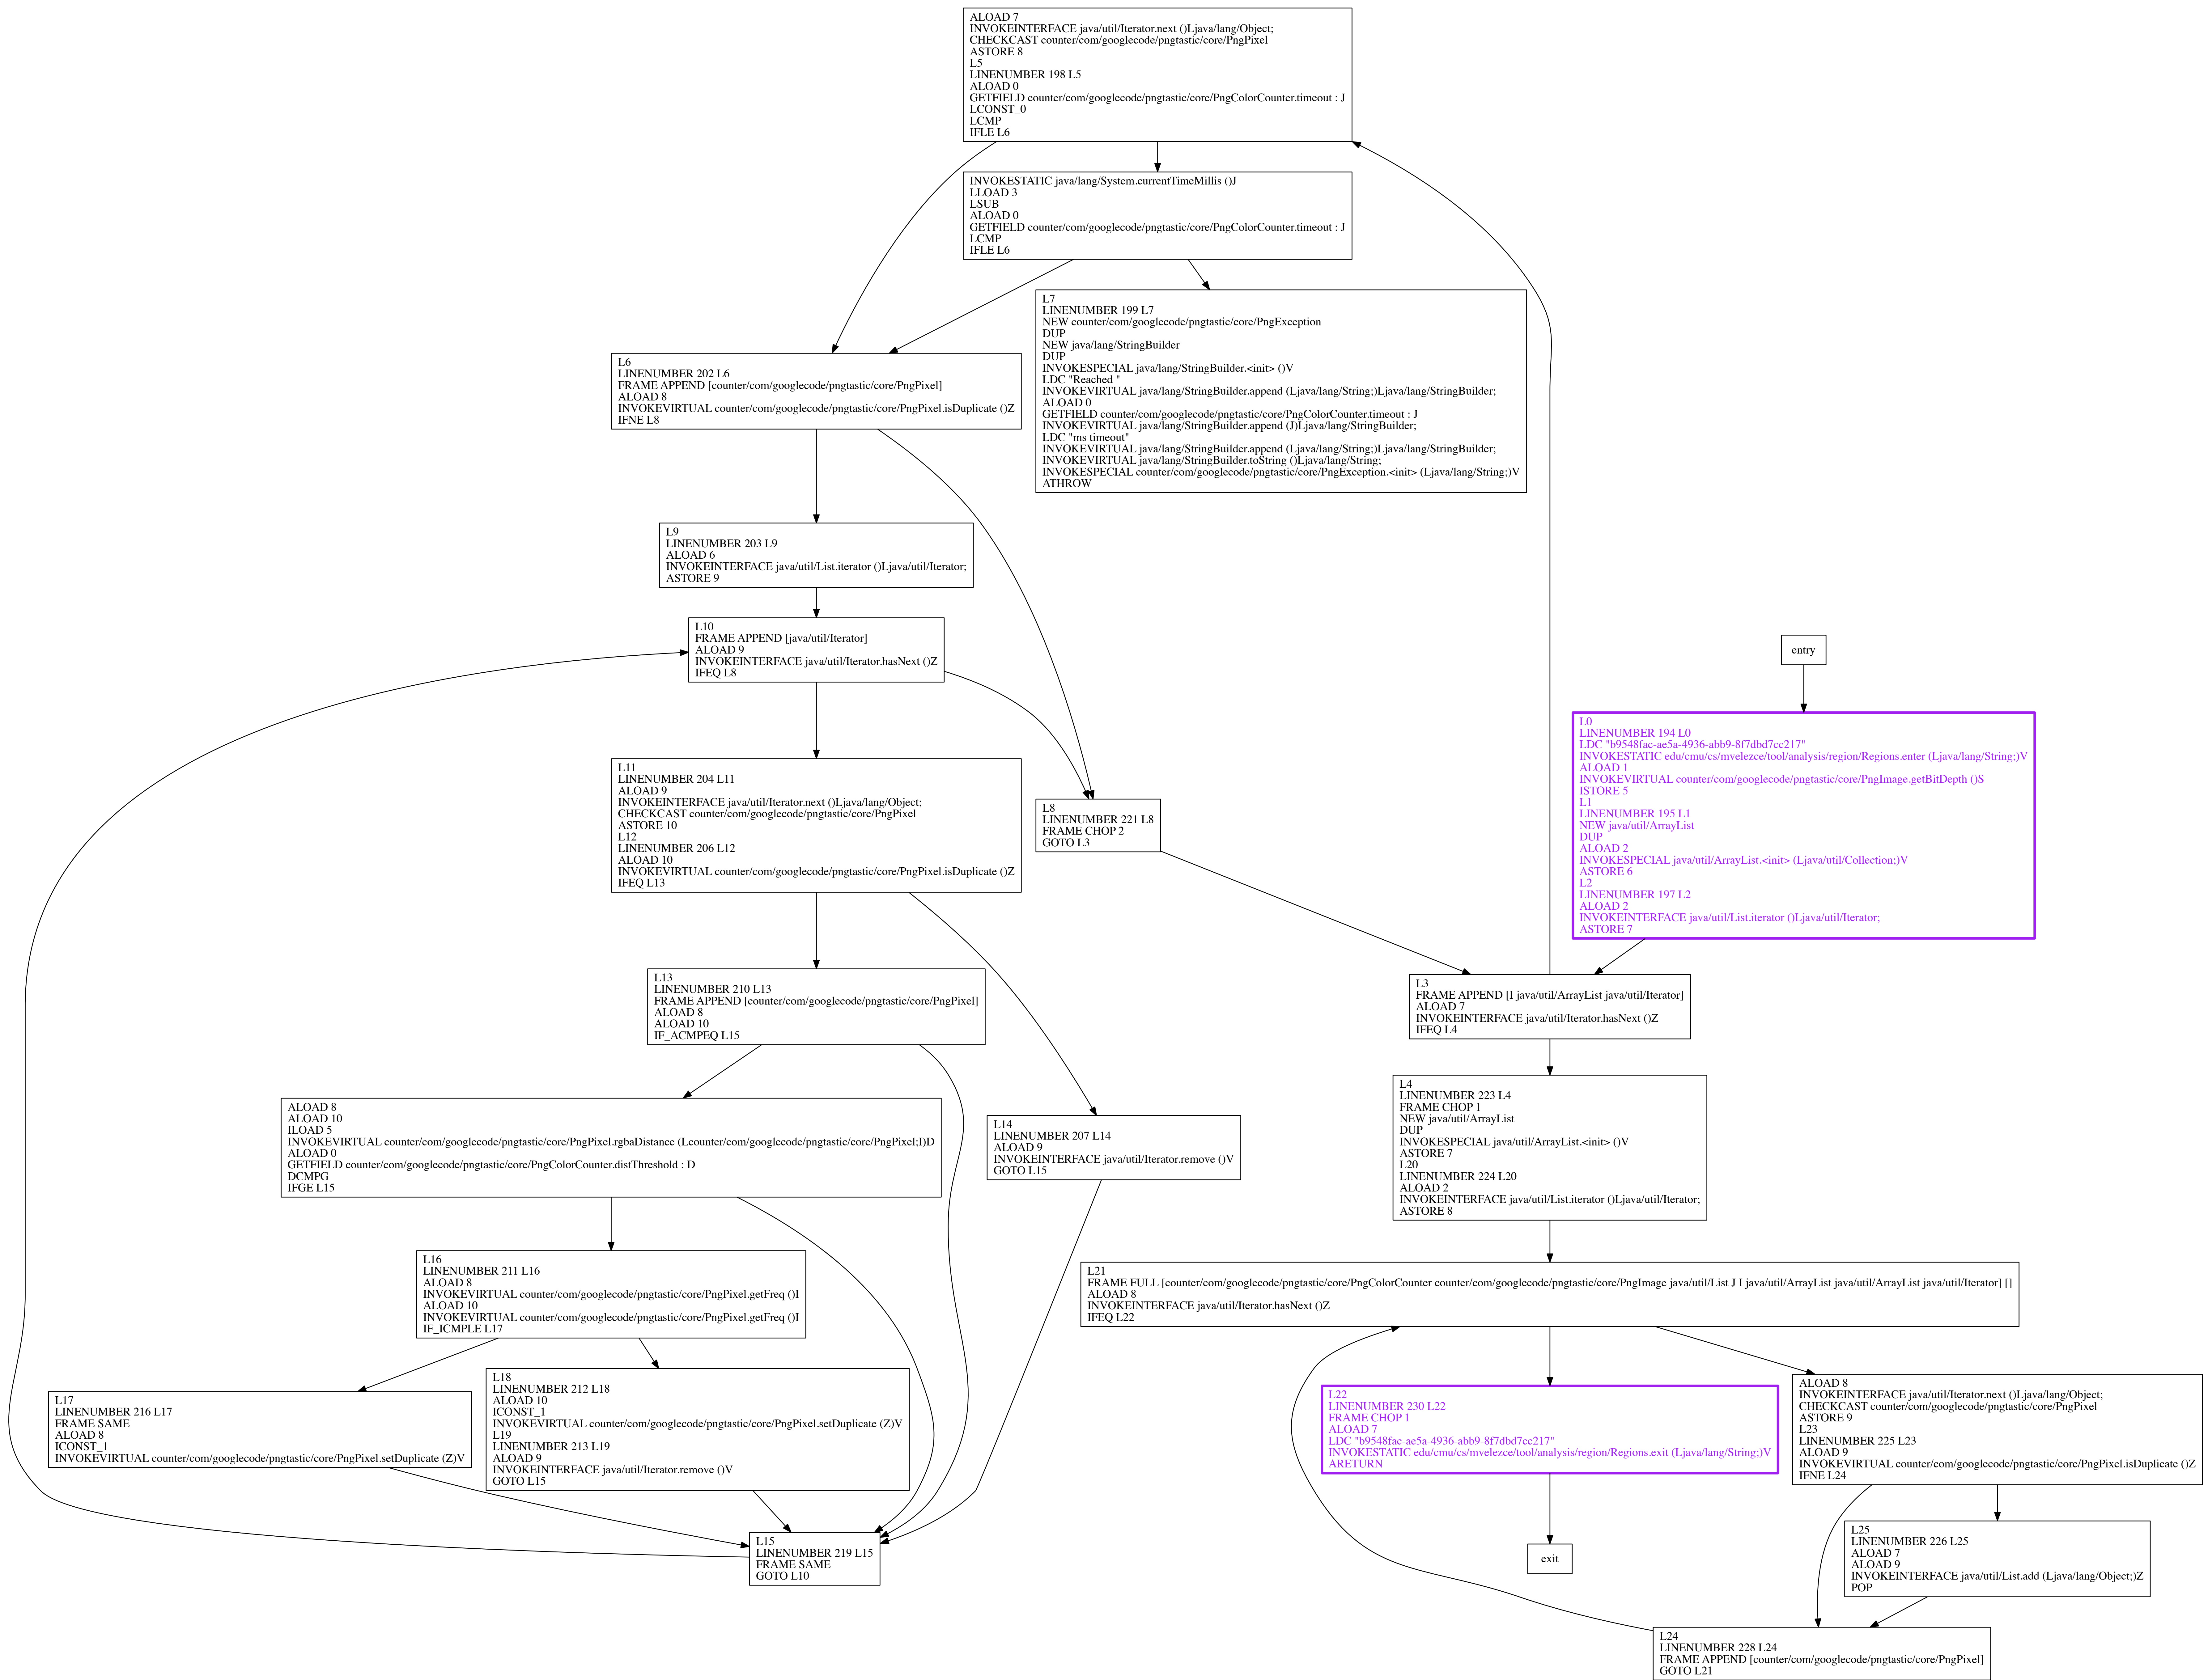 ALOAD 7
INVOKEINTERFACE java/util/Iterator.next ()Ljava/lang/Object;
CHECKCAST counter/com/googlecode/pngtastic/core/PngPixel
ASTORE 8
L5
LINENUMBER 198 L5
ALOAD 0
GETFIELD counter/com/googlecode/pngtastic/core/PngColorCounter.timeout : J
LCONST_0
LCMP
IFLE L6
INVOKESTATIC java/lang/System.currentTimeMillis ()J
LLOAD 3
LSUB
ALOAD 0
GETFIELD counter/com/googlecode/pngtastic/core/PngColorCounter.timeout : J
LCMP
IFLE L6
L7
LINENUMBER 199 L7
NEW counter/com/googlecode/pngtastic/core/PngException
DUP
NEW java/lang/StringBuilder
DUP
INVOKESPECIAL java/lang/StringBuilder.<init> ()V
LDC "Reached "
INVOKEVIRTUAL java/lang/StringBuilder.append (Ljava/lang/String;)Ljava/lang/StringBuilder;
ALOAD 0
GETFIELD counter/com/googlecode/pngtastic/core/PngColorCounter.timeout : J
INVOKEVIRTUAL java/lang/StringBuilder.append (J)Ljava/lang/StringBuilder;
LDC "ms timeout"
INVOKEVIRTUAL java/lang/StringBuilder.append (Ljava/lang/String;)Ljava/lang/StringBuilder;
INVOKEVIRTUAL java/lang/StringBuilder.toString ()Ljava/lang/String;
INVOKESPECIAL counter/com/googlecode/pngtastic/core/PngException.<init> (Ljava/lang/String;)V
ATHROW
L6
LINENUMBER 202 L6
FRAME APPEND [counter/com/googlecode/pngtastic/core/PngPixel]
ALOAD 8
INVOKEVIRTUAL counter/com/googlecode/pngtastic/core/PngPixel.isDuplicate ()Z
IFNE L8
L9
LINENUMBER 203 L9
ALOAD 6
INVOKEINTERFACE java/util/List.iterator ()Ljava/util/Iterator;
ASTORE 9
L10
FRAME APPEND [java/util/Iterator]
ALOAD 9
INVOKEINTERFACE java/util/Iterator.hasNext ()Z
IFEQ L8
entry
L0
LINENUMBER 194 L0
LDC "b9548fac-ae5a-4936-abb9-8f7dbd7cc217"
INVOKESTATIC edu/cmu/cs/mvelezce/tool/analysis/region/Regions.enter (Ljava/lang/String;)V
ALOAD 1
INVOKEVIRTUAL counter/com/googlecode/pngtastic/core/PngImage.getBitDepth ()S
ISTORE 5
L1
LINENUMBER 195 L1
NEW java/util/ArrayList
DUP
ALOAD 2
INVOKESPECIAL java/util/ArrayList.<init> (Ljava/util/Collection;)V
ASTORE 6
L2
LINENUMBER 197 L2
ALOAD 2
INVOKEINTERFACE java/util/List.iterator ()Ljava/util/Iterator;
ASTORE 7
L11
LINENUMBER 204 L11
ALOAD 9
INVOKEINTERFACE java/util/Iterator.next ()Ljava/lang/Object;
CHECKCAST counter/com/googlecode/pngtastic/core/PngPixel
ASTORE 10
L12
LINENUMBER 206 L12
ALOAD 10
INVOKEVIRTUAL counter/com/googlecode/pngtastic/core/PngPixel.isDuplicate ()Z
IFEQ L13
L8
LINENUMBER 221 L8
FRAME CHOP 2
GOTO L3
L13
LINENUMBER 210 L13
FRAME APPEND [counter/com/googlecode/pngtastic/core/PngPixel]
ALOAD 8
ALOAD 10
IF_ACMPEQ L15
L3
FRAME APPEND [I java/util/ArrayList java/util/Iterator]
ALOAD 7
INVOKEINTERFACE java/util/Iterator.hasNext ()Z
IFEQ L4
L4
LINENUMBER 223 L4
FRAME CHOP 1
NEW java/util/ArrayList
DUP
INVOKESPECIAL java/util/ArrayList.<init> ()V
ASTORE 7
L20
LINENUMBER 224 L20
ALOAD 2
INVOKEINTERFACE java/util/List.iterator ()Ljava/util/Iterator;
ASTORE 8
ALOAD 8
ALOAD 10
ILOAD 5
INVOKEVIRTUAL counter/com/googlecode/pngtastic/core/PngPixel.rgbaDistance (Lcounter/com/googlecode/pngtastic/core/PngPixel;I)D
ALOAD 0
GETFIELD counter/com/googlecode/pngtastic/core/PngColorCounter.distThreshold : D
DCMPG
IFGE L15
L14
LINENUMBER 207 L14
ALOAD 9
INVOKEINTERFACE java/util/Iterator.remove ()V
GOTO L15
L16
LINENUMBER 211 L16
ALOAD 8
INVOKEVIRTUAL counter/com/googlecode/pngtastic/core/PngPixel.getFreq ()I
ALOAD 10
INVOKEVIRTUAL counter/com/googlecode/pngtastic/core/PngPixel.getFreq ()I
IF_ICMPLE L17
L21
FRAME FULL [counter/com/googlecode/pngtastic/core/PngColorCounter counter/com/googlecode/pngtastic/core/PngImage java/util/List J I java/util/ArrayList java/util/ArrayList java/util/Iterator] []
ALOAD 8
INVOKEINTERFACE java/util/Iterator.hasNext ()Z
IFEQ L22
L17
LINENUMBER 216 L17
FRAME SAME
ALOAD 8
ICONST_1
INVOKEVIRTUAL counter/com/googlecode/pngtastic/core/PngPixel.setDuplicate (Z)V
L18
LINENUMBER 212 L18
ALOAD 10
ICONST_1
INVOKEVIRTUAL counter/com/googlecode/pngtastic/core/PngPixel.setDuplicate (Z)V
L19
LINENUMBER 213 L19
ALOAD 9
INVOKEINTERFACE java/util/Iterator.remove ()V
GOTO L15
L22
LINENUMBER 230 L22
FRAME CHOP 1
ALOAD 7
LDC "b9548fac-ae5a-4936-abb9-8f7dbd7cc217"
INVOKESTATIC edu/cmu/cs/mvelezce/tool/analysis/region/Regions.exit (Ljava/lang/String;)V
ARETURN
ALOAD 8
INVOKEINTERFACE java/util/Iterator.next ()Ljava/lang/Object;
CHECKCAST counter/com/googlecode/pngtastic/core/PngPixel
ASTORE 9
L23
LINENUMBER 225 L23
ALOAD 9
INVOKEVIRTUAL counter/com/googlecode/pngtastic/core/PngPixel.isDuplicate ()Z
IFNE L24
L15
LINENUMBER 219 L15
FRAME SAME
GOTO L10
exit
L25
LINENUMBER 226 L25
ALOAD 7
ALOAD 9
INVOKEINTERFACE java/util/List.add (Ljava/lang/Object;)Z
POP
L24
LINENUMBER 228 L24
FRAME APPEND [counter/com/googlecode/pngtastic/core/PngPixel]
GOTO L21